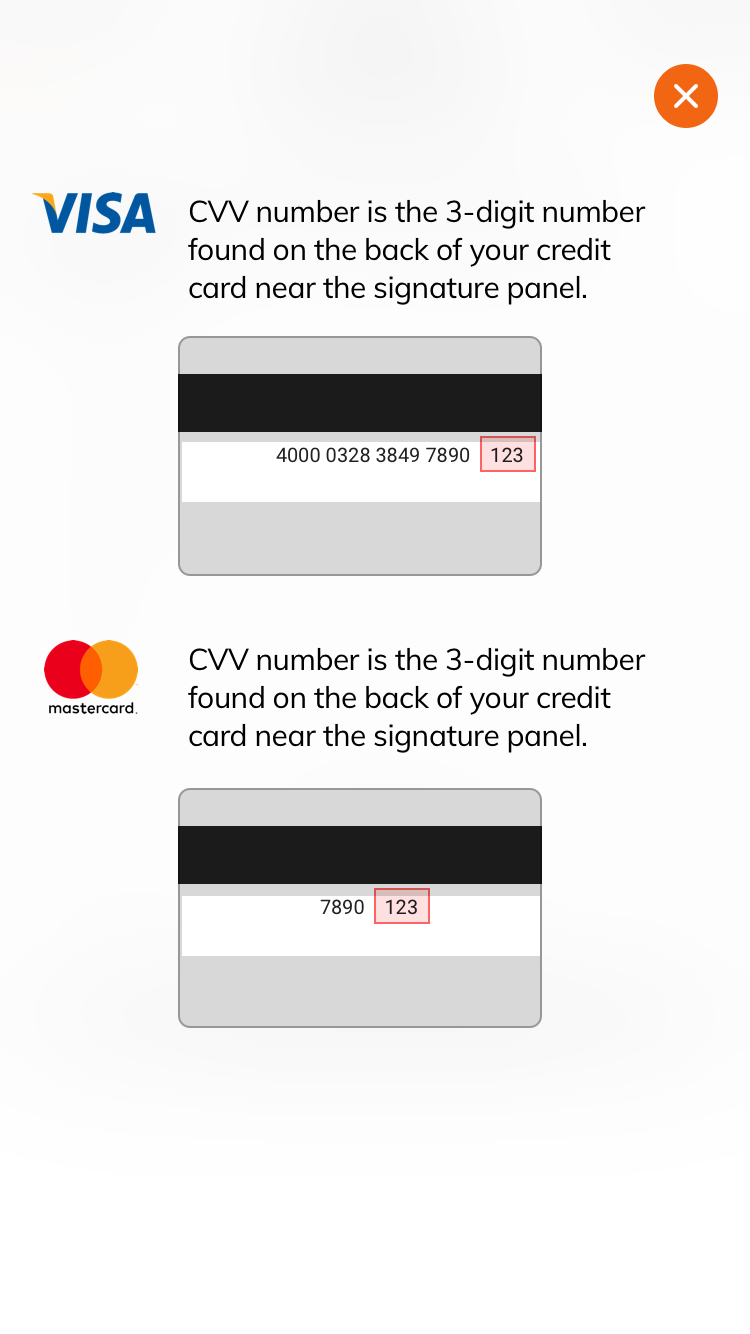 VISA
CVV number is the 3-digit number
found on the back of your credit
card near the signature panel.
4000 0328 3849 7890 123
mastercard.
CVV number is the 3-digit number
found on the back of your credit
card near the signature panel.
7890 123